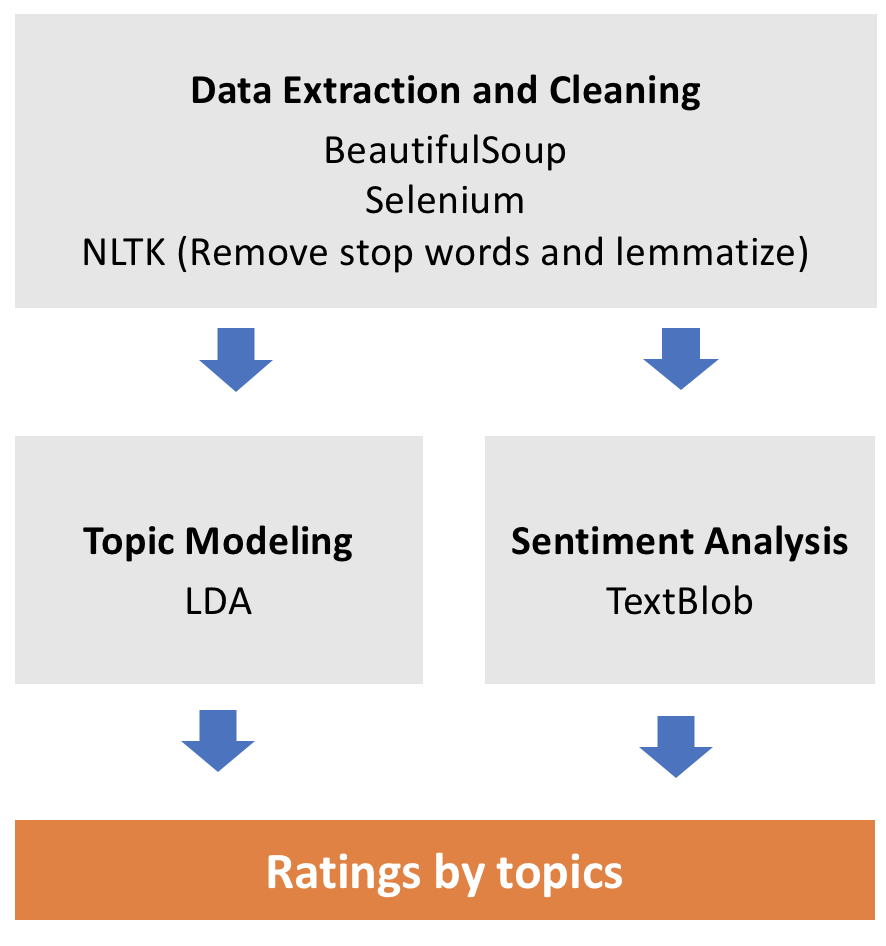 Data Extraction and Cleaning
BeautifulSoup
Selenium
NLTK (Remove stop words and lemmatize)
Topic Modeling
LDA
Sentiment Analysis
TextBlob
Ratings by topics